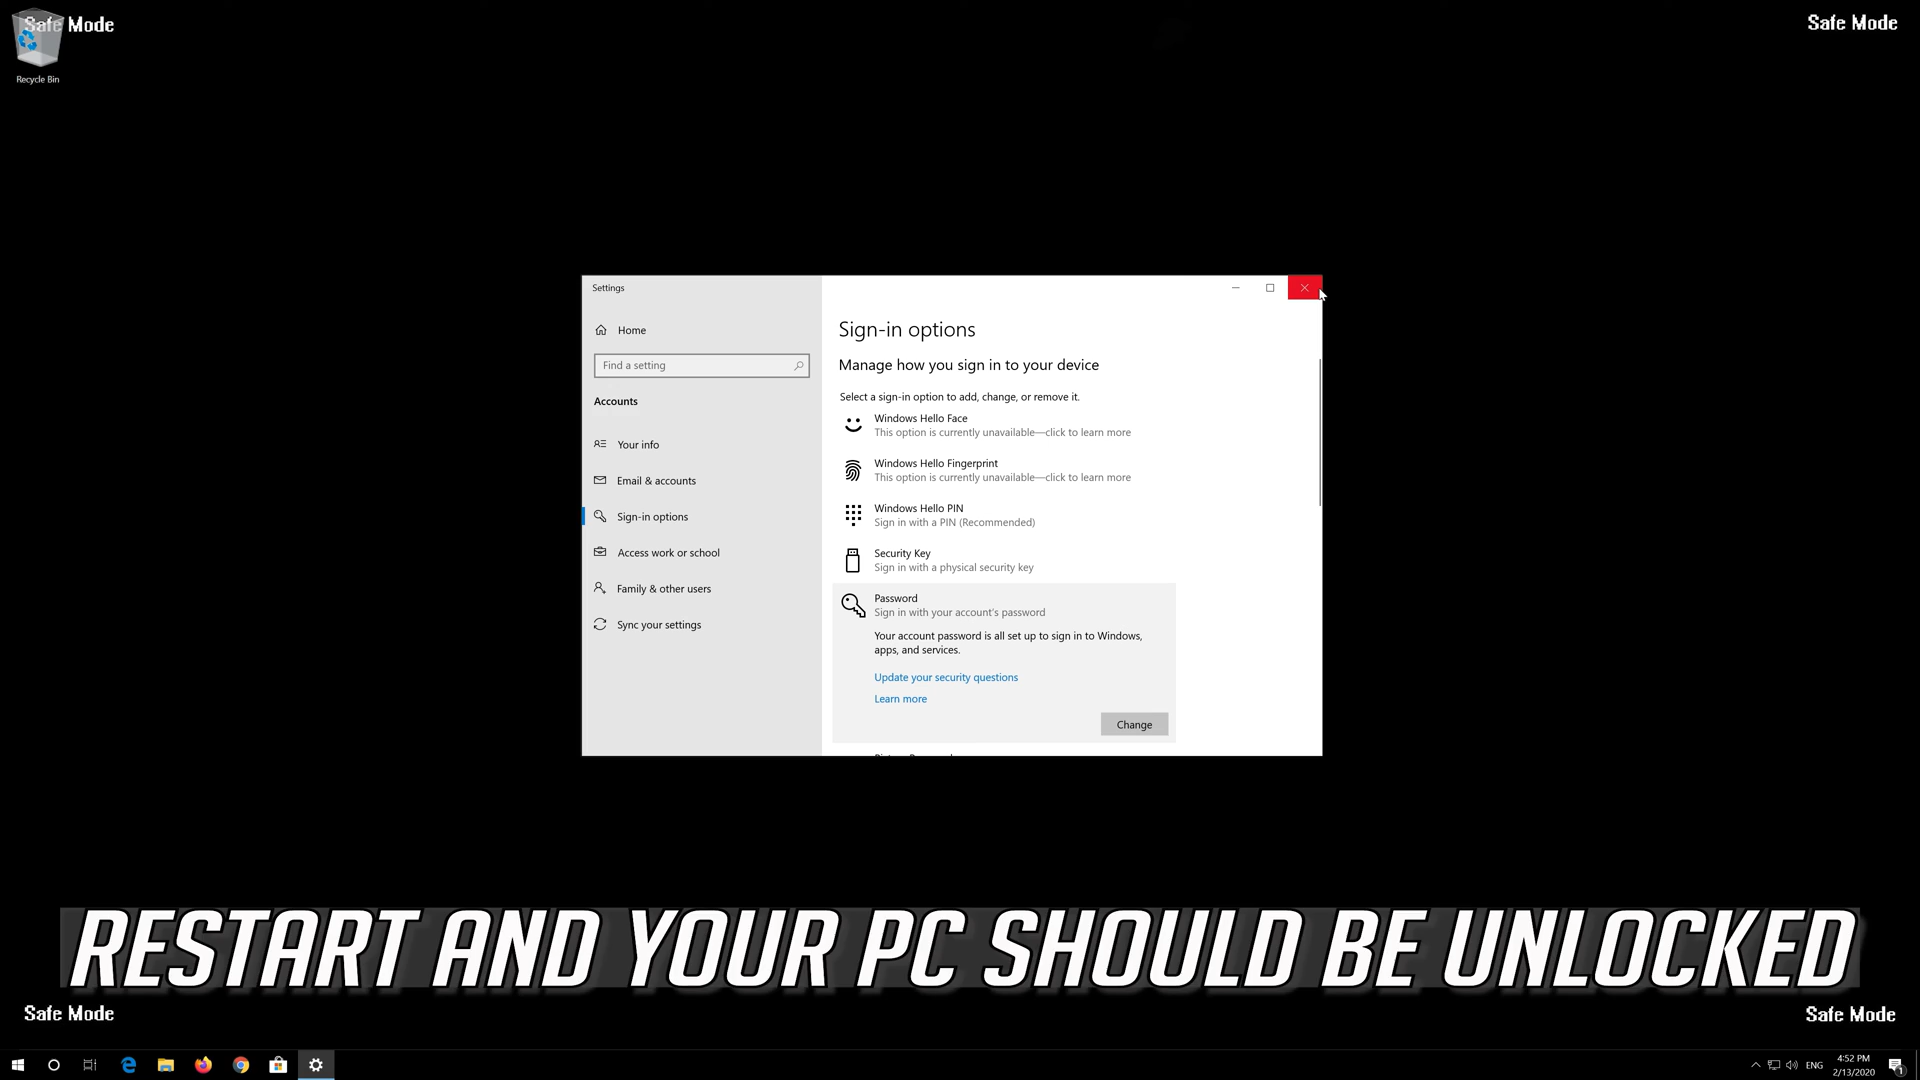 Safe Mode
Safe Mode
Recycle Bin
Settings
Home
Find a setting
Accounts
Your info
Email & accounts
Sign-in options
Access work or school
Family & other users
Sync your settings
Sign-in options
Manage how you sign in to your device
Select a sign-in option to add, change, or remove it.
Windows Hello Face
This option is currently unavailable—click to learn more
Windows Hello Fingerprint
This option is currently unavailable—click to learn more
Windows Hello PIN
Sign in with a PIN (Recommended)
Security Key
Sign in with a physical security key
Password
Sign in with your account's password
Your account password is all set up to sign in to Windows,
apps, and services.
Update your security questions
Learn more
Change
RESTART AND YOUR PC SHOULD BE UNLOCKED
Safe Mode
Safe Mode
ENG
4:52 PM
2/13/2020
1